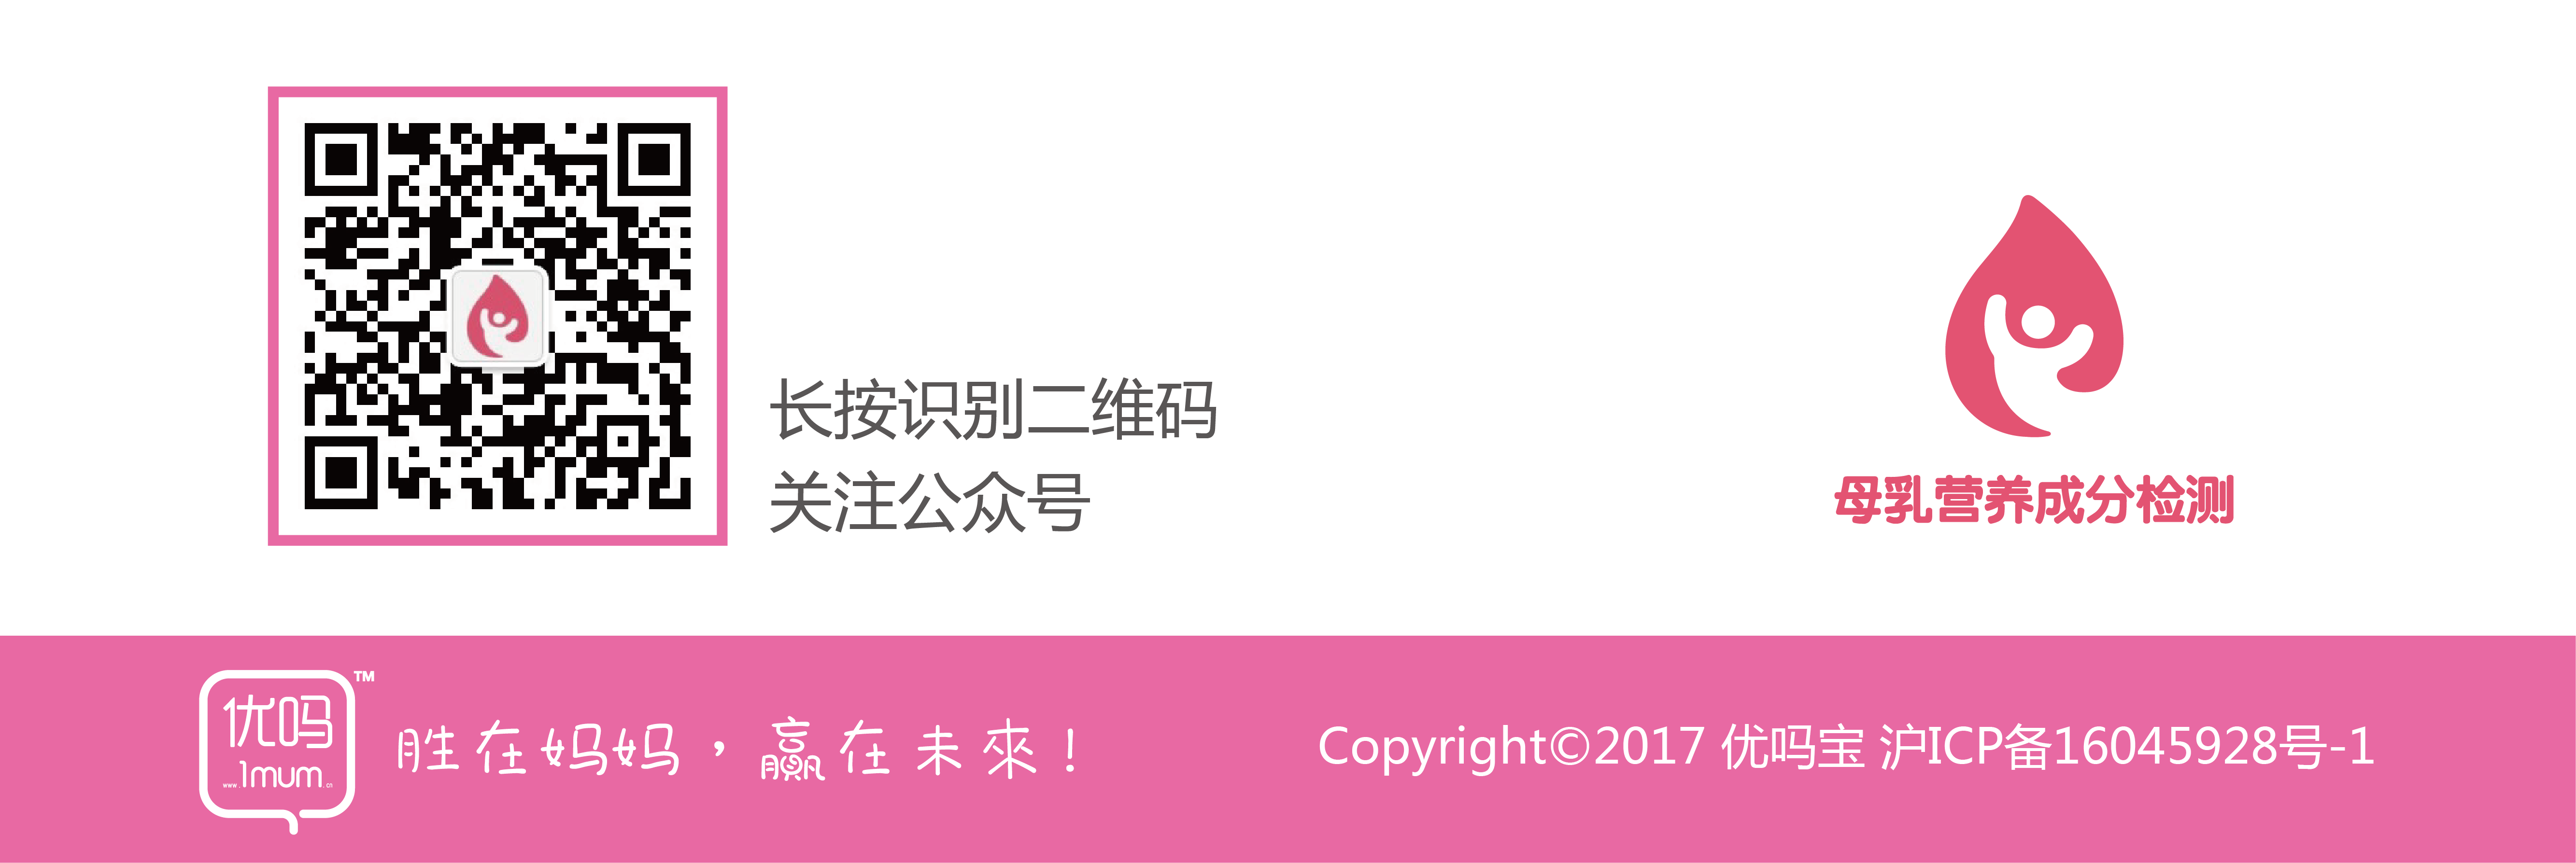 长按识别二维码
关注公众号
母乳营养成分检测
优吗
www.1mum.cn
TM
胜在妈妈，赢在未來！
Copyright©2017 优吗宝 沪ICP备16045928号-1